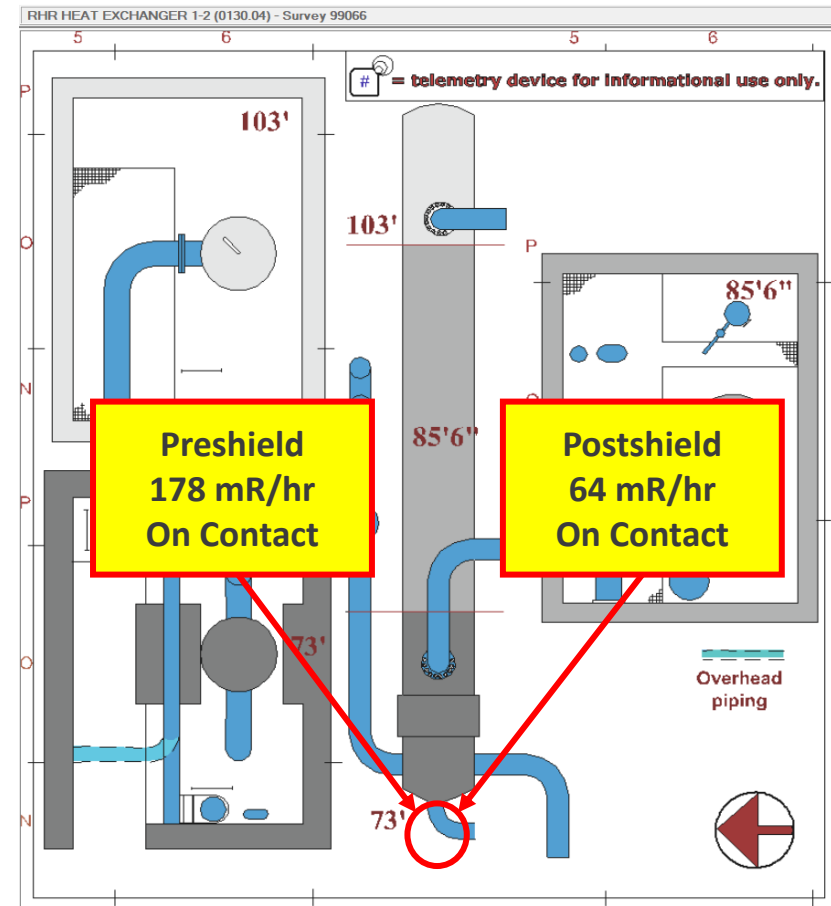 RHR HEAT EXCHANGER 1-2 (0130.04) - Survey 99066
5 6 5 6
# = telemetry device for informational use only.
P
103'
O
103'
P
85'6"
N
85'6"
Preshield
178 mR/hr
On Contact
Postshield
64 mR/hr
On Contact
P
O
73'
Overhead
piping
73'
N